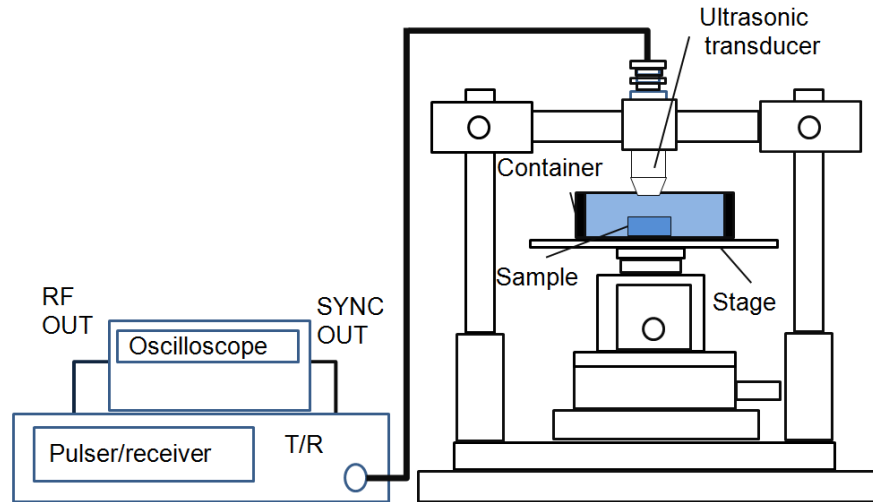 Ultrasonic
transducer
Container
Sample
Stage
RF
OUT
SYNC
OUT
Oscilloscope
Pulser/receiver
T/R